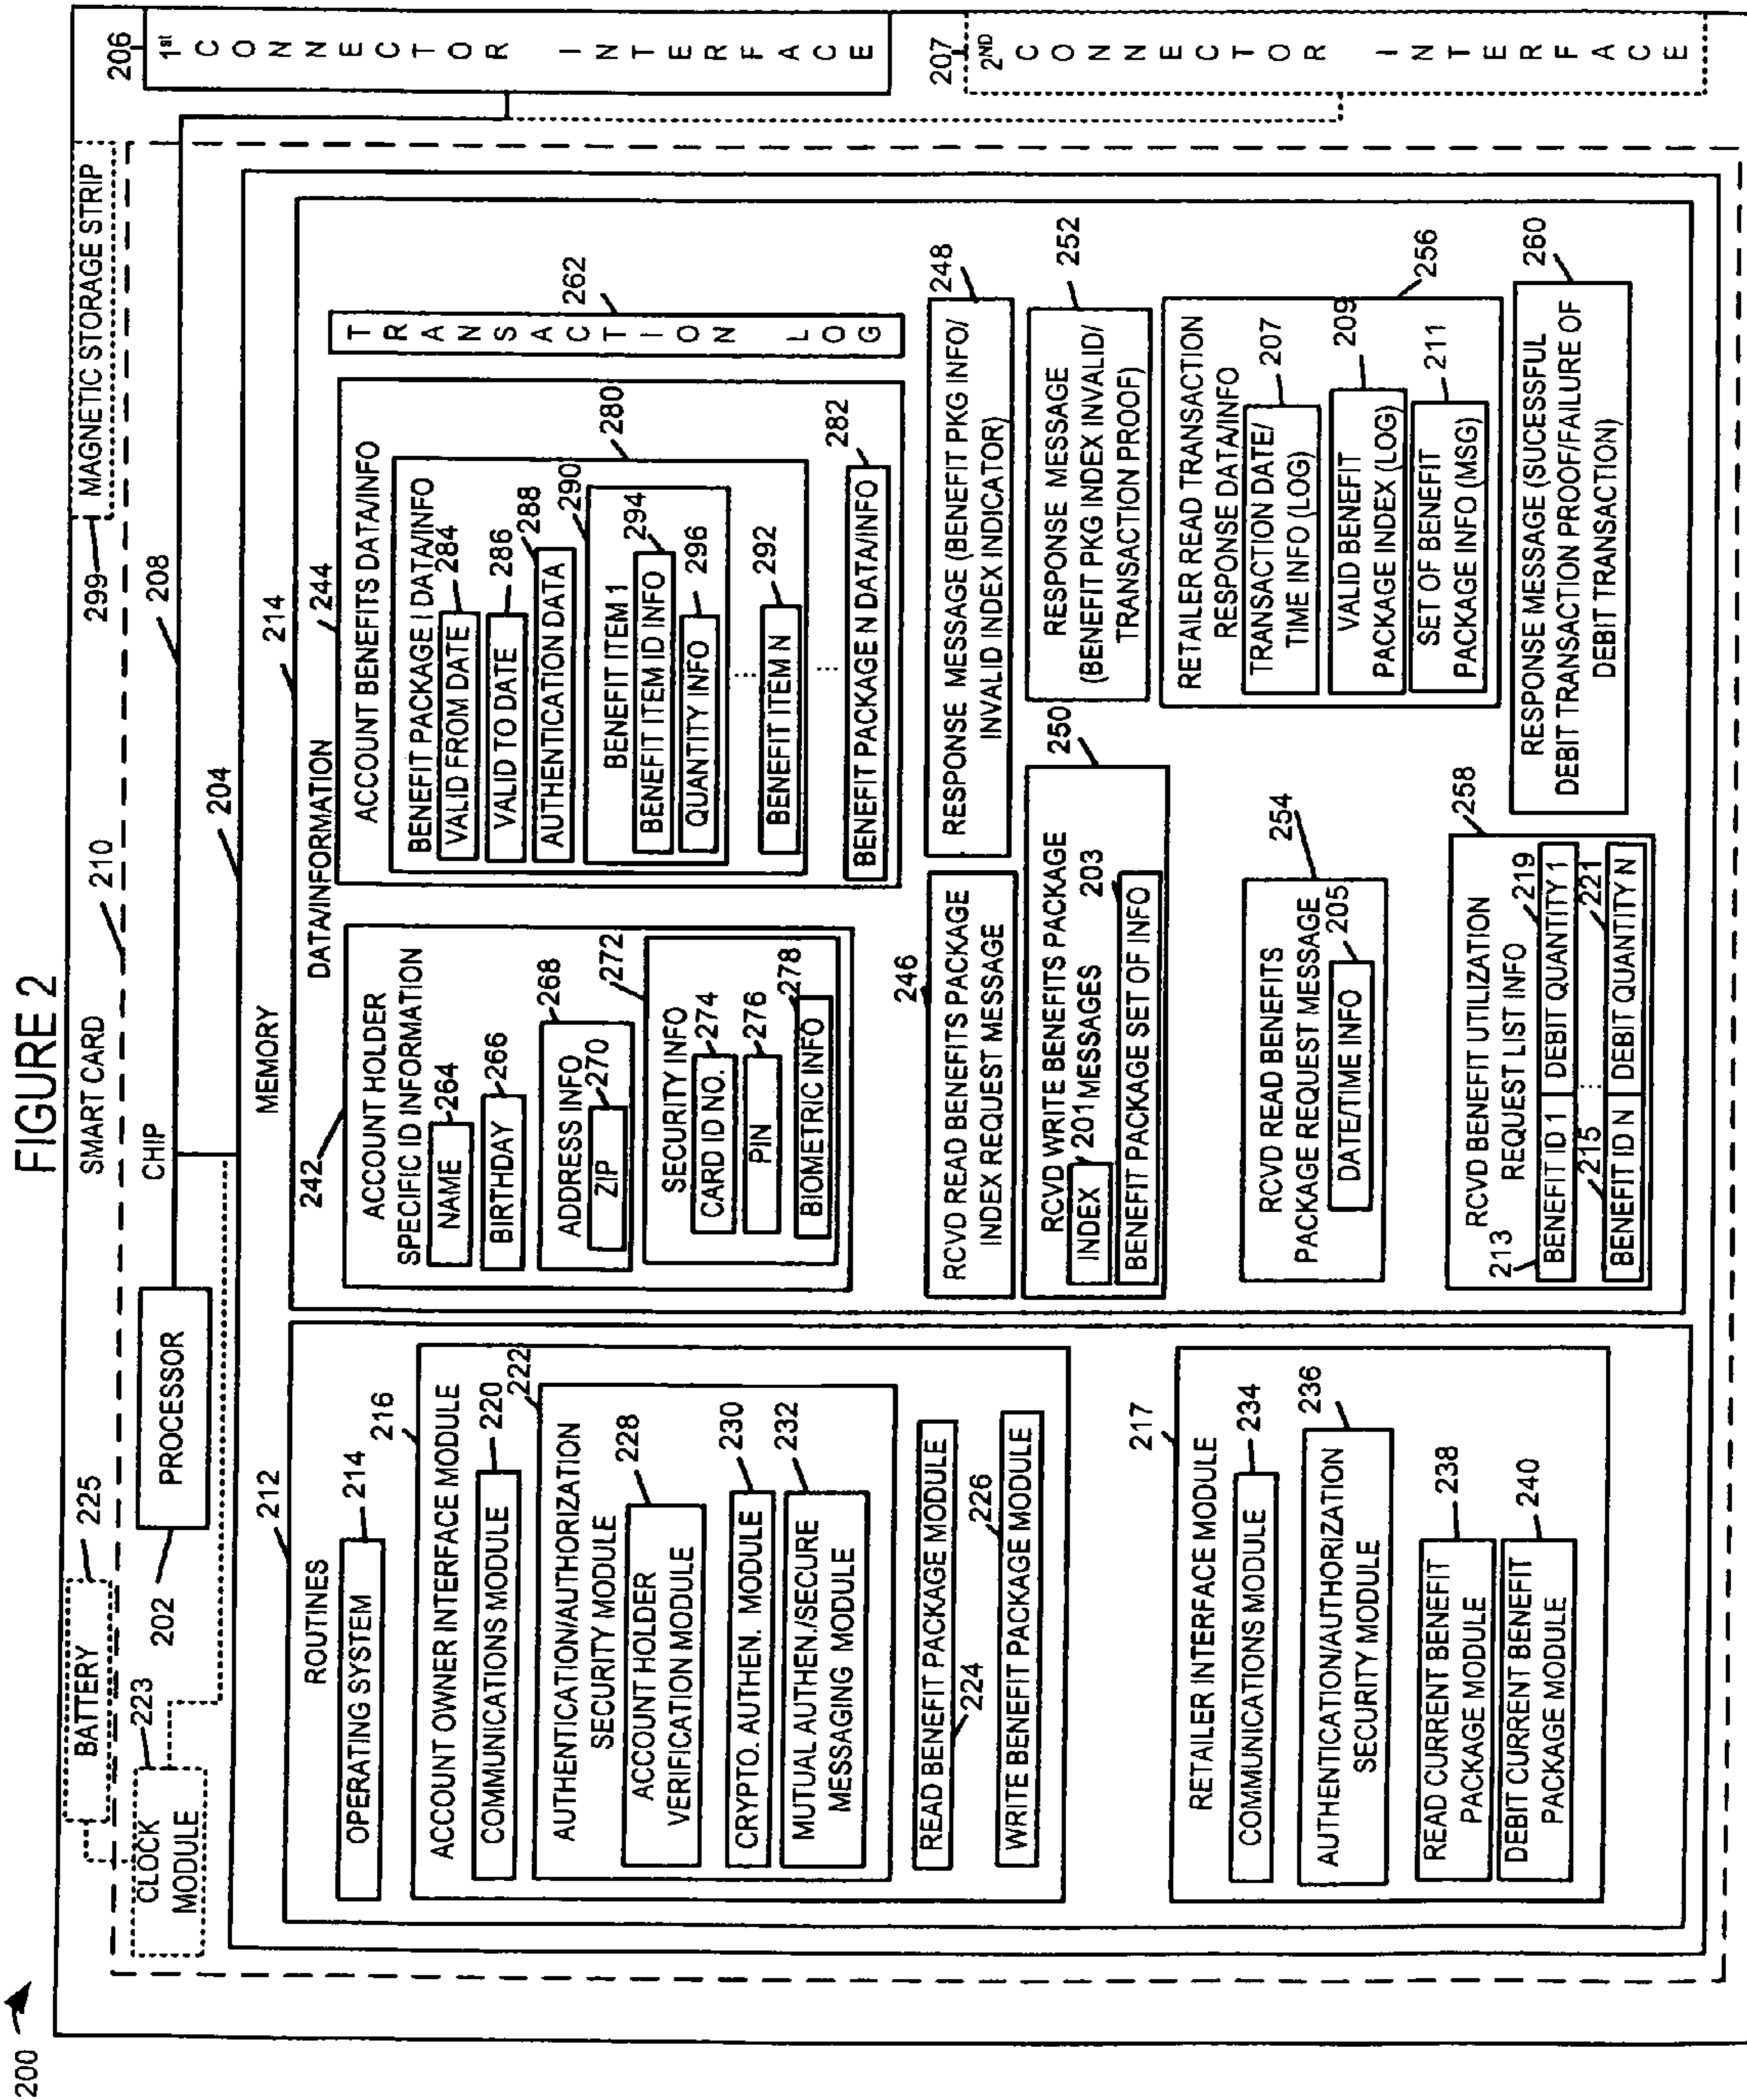 FIGURE 2
200
SMART CARD
299
MAGNETIC STORAGE STRIP
206
1st CONNECTOR INTERFACE
207
2ND CONNECTOR INTERFACE
BATTERY
225
CLOCK
MODULE
223
PROCESSOR
202
CHIP
210
208
204
MEMORY
212
ROUTINES
OPERATING SYSTEM
214
216
ACCOUNT OWNER INTERFACE MODULE
COMMUNICATIONS MODULE
220
222
AUTHENTICATION/AUTHORIZATION
SECURITY MODULE
228
ACCOUNT HOLDER
VERIFICATION MODULE
230
CRYPTO. AUTHEN. MODULE
232
MUTUAL AUTHEN./SECURE
MESSAGING MODULE
READ BENEFIT PACKAGE MODULE
224
226
WRITE BENEFIT PACKAGE MODULE
217
RETAILER INTERFACE MODULE
234
COMMUNICATIONS MODULE
236
AUTHENTICATION/AUTHORIZATION
SECURITY MODULE
238
READ CURRENT BENEFIT
PACKAGE MODULE
240
DEBIT CURRENT BENEFIT
PACKAGE MODULE
214
DATA/INFORMATION
242
ACCOUNT HOLDER
SPECIFIC ID INFORMATION
NAME
264
BIRTHDAY
266
268
ADDRESS INFO
ZIP
270
272
SECURITY INFO
CARD ID NO.
274
PIN
276
278
BIOMETRIC INFO
244
ACCOUNT BENEFITS DATA/INFO
BENEFIT PACKAGE I DATA/INFO
280
VALID FROM DATE
284
VALID TO DATE
286
AUTHENTICATION DATA
288
290
BENEFIT ITEM 1
294
BENEFIT ITEM ID INFO
QUANTITY INFO
296
...
BENEFIT ITEM N
292
...
BENEFIT PACKAGE N DATA/INFO
282
TRANSACTION LOG
262
246
RCVD READ BENEFITS PACKAGE
INDEX REQUEST MESSAGE
248
RESPONSE MESSAGE (BENEFIT PKG INFO/
INVALID INDEX INDICATOR)
250
RCVD WRITE BENEFITS PACKAGE
MESSAGES
INDEX
201
203
BENEFIT PACKAGE SET OF INFO
252
RESPONSE MESSAGE
(BENEFIT PKG INDEX INVALID/
TRANSACTION PROOF)
254
RCVD READ BENEFITS
PACKAGE REQUEST MESSAGE
DATE/TIME INFO
205
256
RETAILER READ TRANSACTION
RESPONSE DATA/INFO
207
TRANSACTION DATE/
TIME INFO (LOG)
209
VALID BENEFIT
PACKAGE INDEX (LOG)
211
SET OF BENEFIT
PACKAGE INFO (MSG)
258
RCVD BENEFIT UTILIZATION
REQUEST LIST INFO
213
219
BENEFIT ID 1 DEBIT QUANTITY 1
215
...
221
BENEFIT ID N DEBIT QUANTITY N
260
RESPONSE MESSAGE (SUCESSFUL
DEBIT TRANSACTION PROOF/FAILURE OF
DEBIT TRANSACTION)